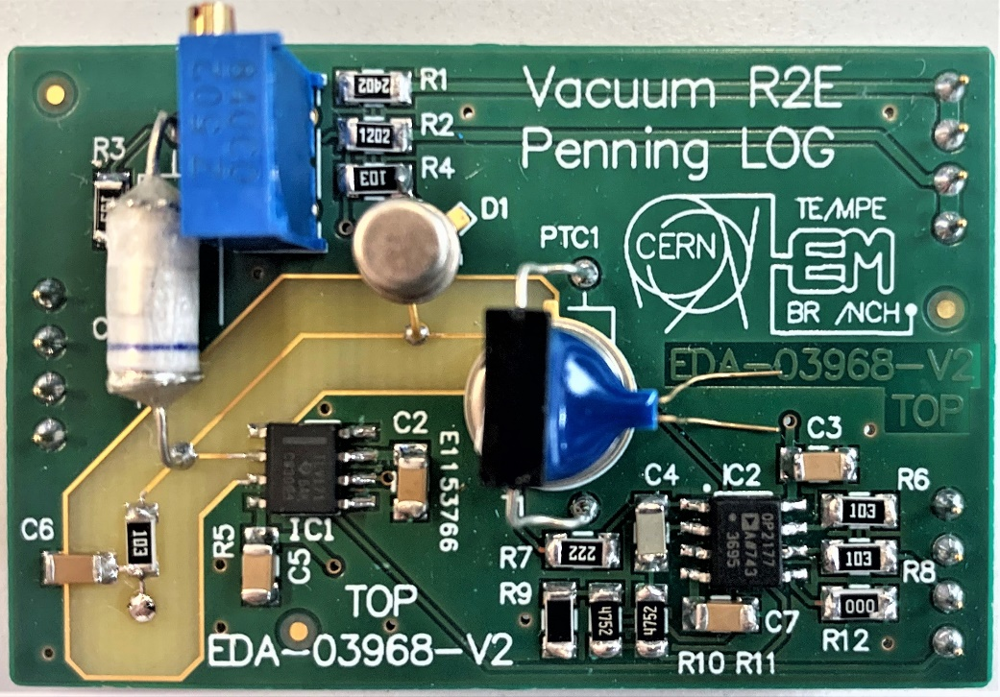 R1
2402
R2
1202
R4
103
R3
D1
Vacuum R2E
Penning LOG
PTC1
CERN
TE/MPE
EM
BR/NCH
EDA-03968-V2
TOP
C2
E1153766
IC1
C6
103
R5
C5
TOP
EDA-03968-V2
C3
C4
IC2
OP2177
A#743
3695
R6
103
103
R8
R7
222
R9
4752
4752
000
R12
C7
R10 R11